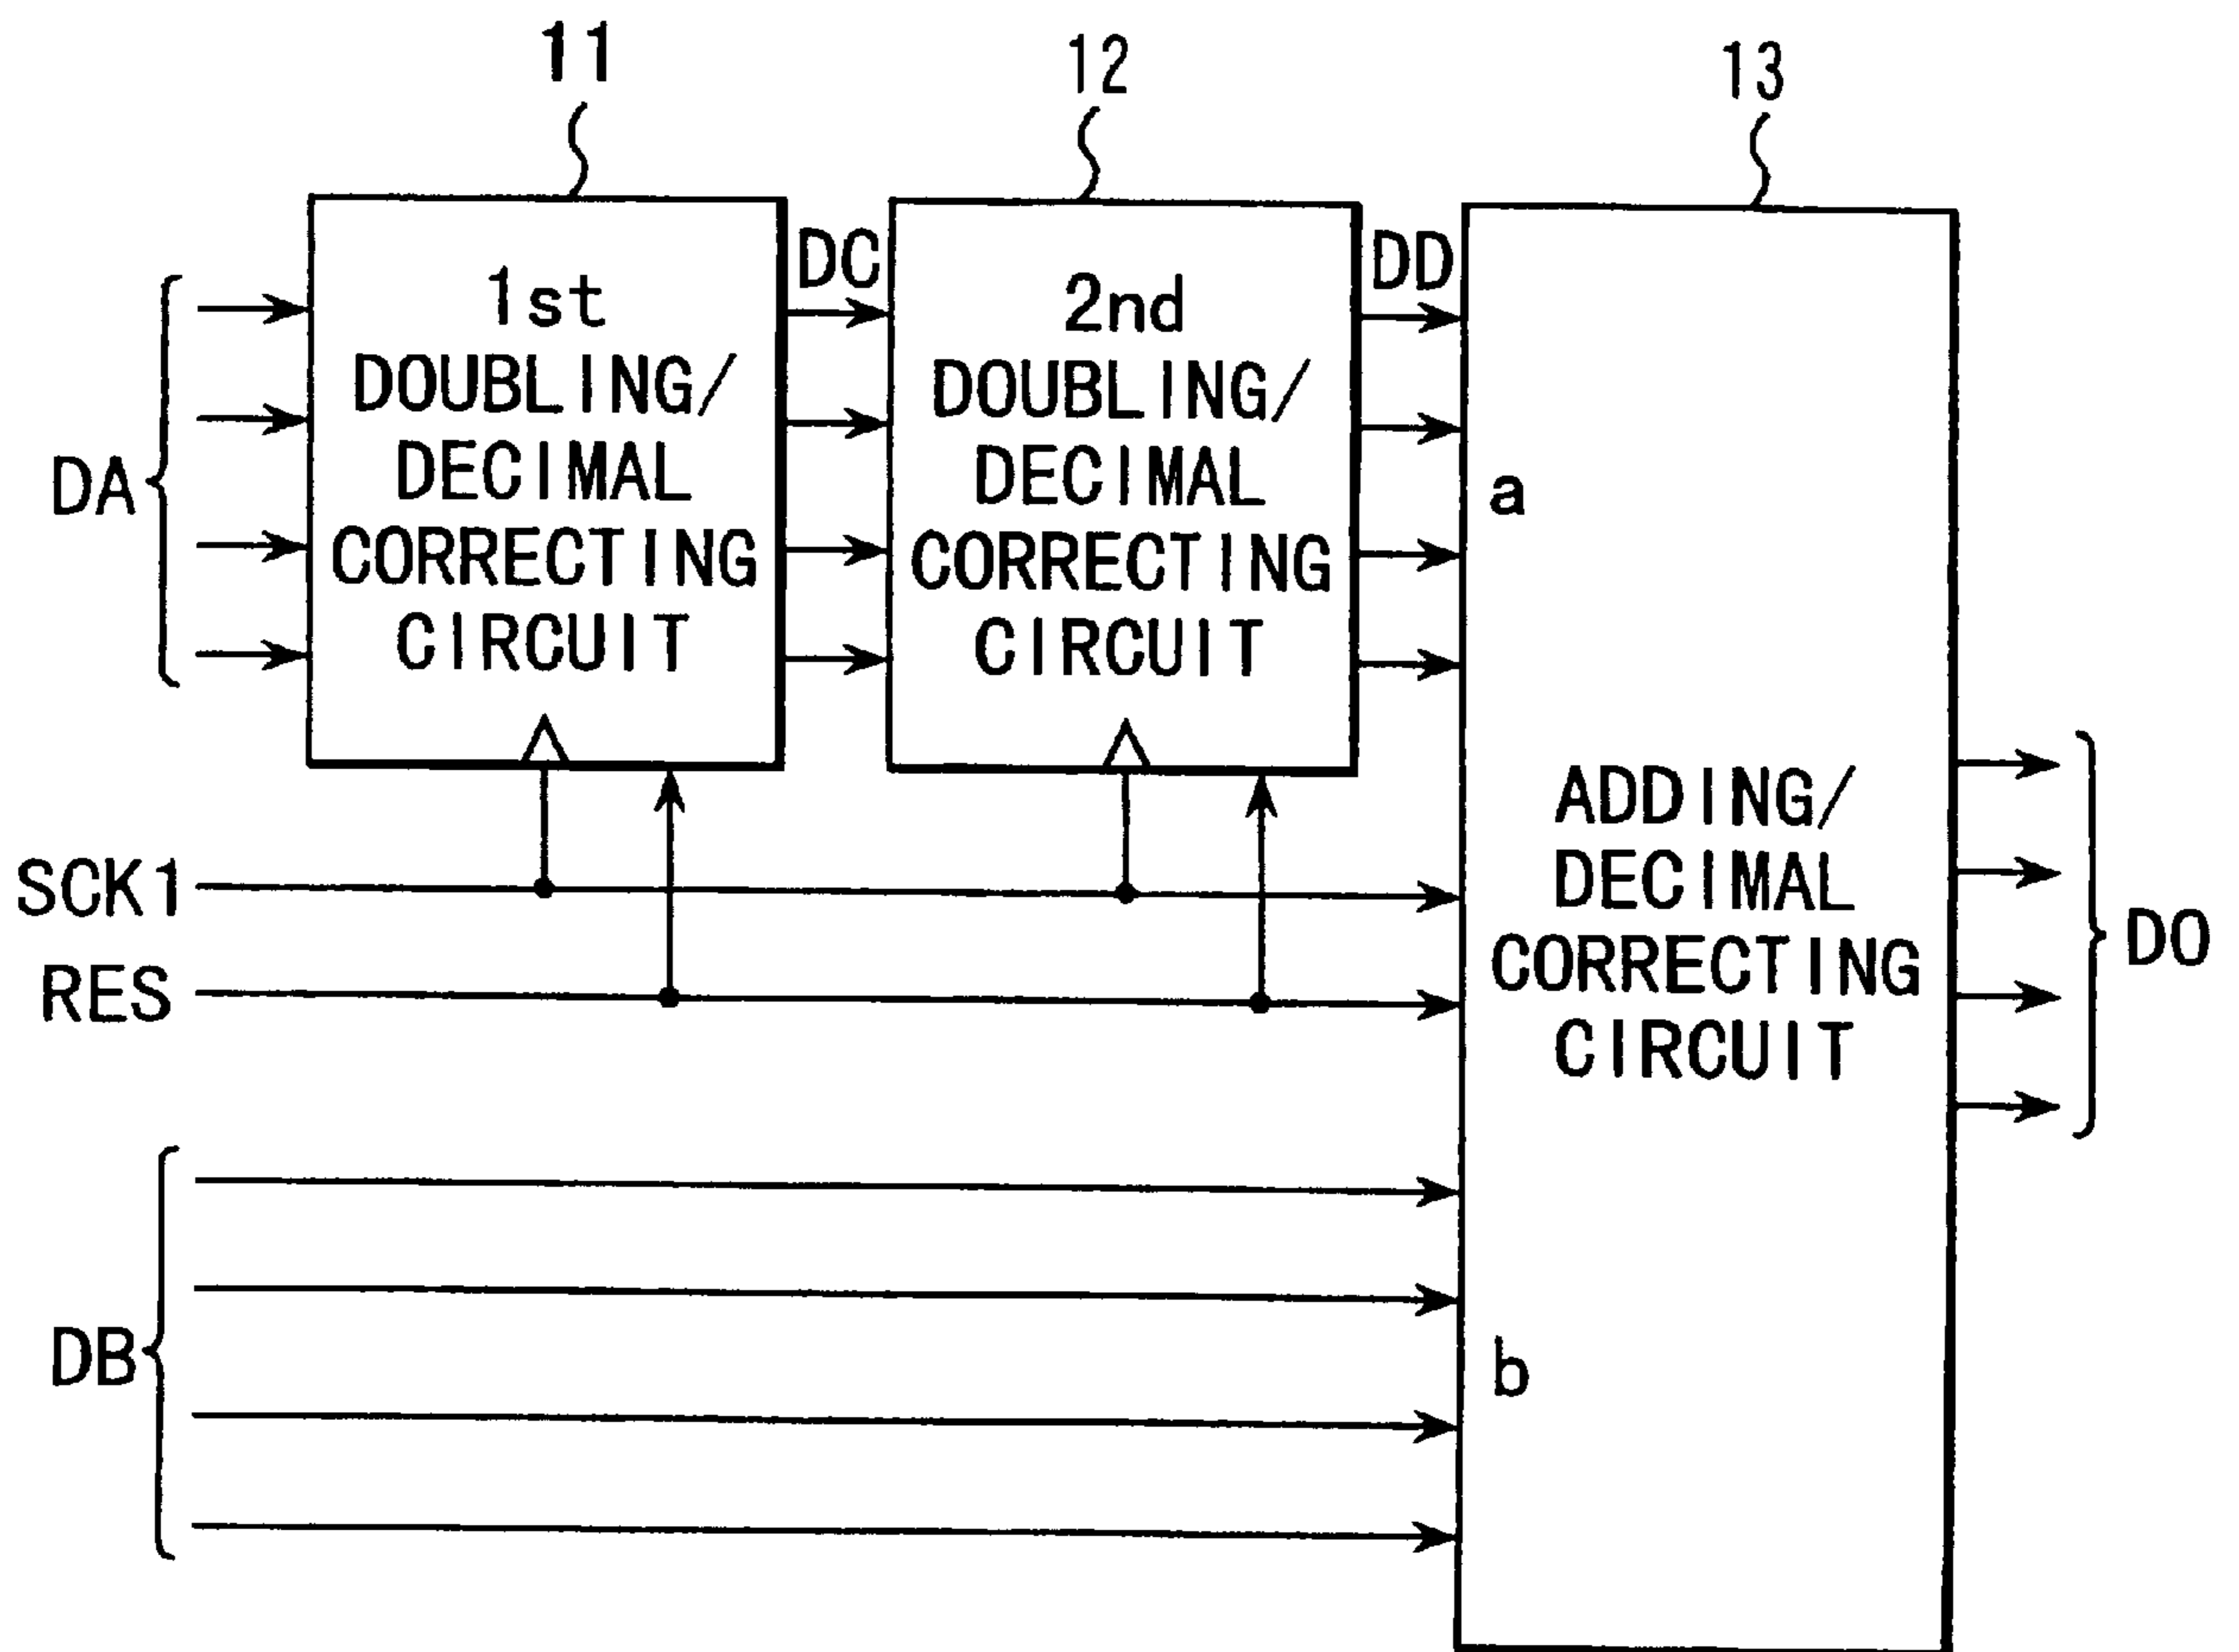 11
12
13
DA
1st
DOUBLING/
DECIMAL
CORRECTING
CIRCUIT
DC
2nd
DOUBLING/
DECIMAL
CORRECTING
CIRCUIT
DD
a
ADDING/
DECIMAL
CORRECTING
CIRCUIT
DO
SCK1
RES
DB
b